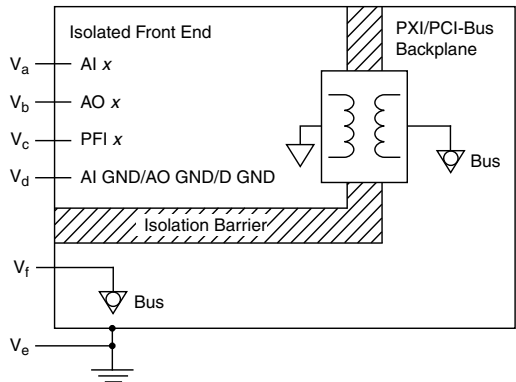 Isolated Front End
PXI/PCI-Bus
Backplane
Va
AI x
Vb
AO x
Vc
PFI x
Vd
AI GND/AO GND/D GND
Bus
Isolation Barrier
Vf
Bus
Ve